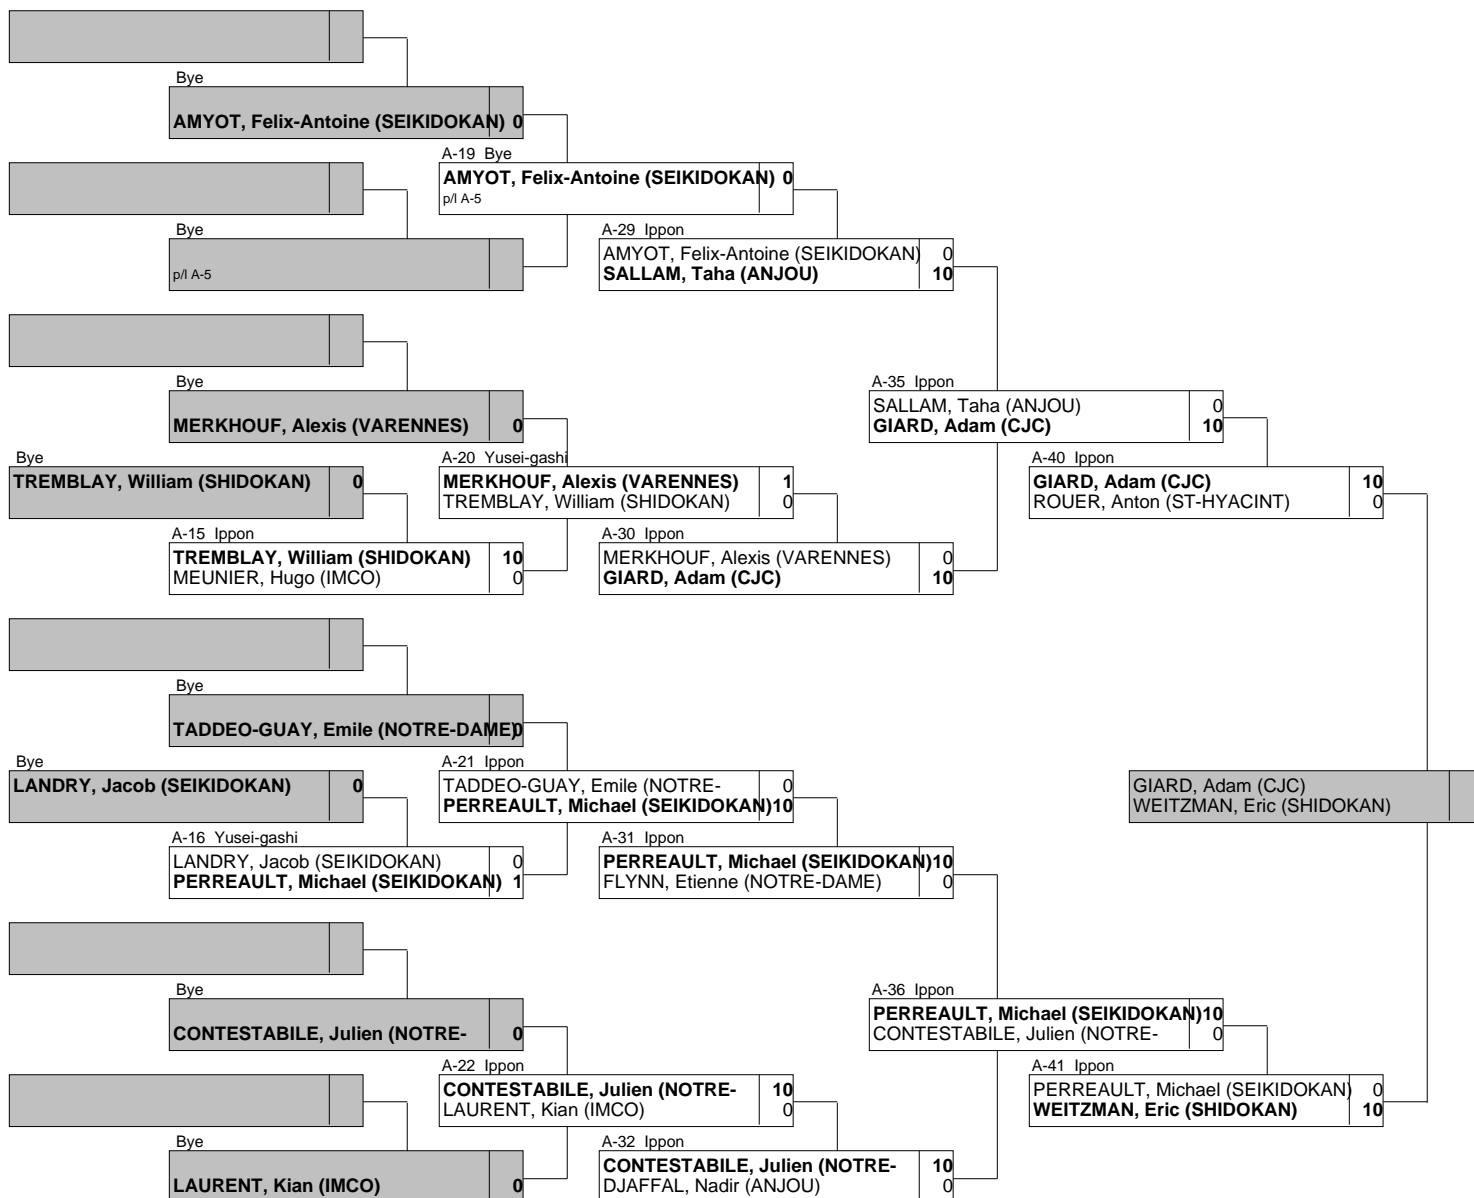 Bye
AMYOT, Felix-Antoine (SEIKIDOKAN) 0
A-19 Bye
AMYOT, Felix-Antoine (SEIKIDOKAN) 0
p/l A-5
Bye
p/l A-5
A-29 Ippon
AMYOT, Felix-Antoine (SEIKIDOKAN) 0
SALLAM, Taha (ANJOU) 10
Bye
MERKHOUF, Alexis (VARENNES) 0
A-35 Ippon
SALLAM, Taha (ANJOU) 0
GIARD, Adam (CJC) 10
Bye
TREMBLAY, William (SHIDOKAN) 0
A-20 Yusei-gashi
MERKHOUF, Alexis (VARENNES) 1
TREMBLAY, William (SHIDOKAN) 0
A-40 Ippon
GIARD, Adam (CJC) 10
ROUER, Anton (ST-HYACINT) 0
A-15 Ippon
TREMBLAY, William (SHIDOKAN) 10
MEUNIER, Hugo (IMCO) 0
A-30 Ippon
MERKHOUF, Alexis (VARENNES) 0
GIARD, Adam (CJC) 10
Bye
TADDEO-GUAY, Emile (NOTRE-DAME) 0
Bye
LANDRY, Jacob (SEIKIDOKAN) 0
A-21 Ippon
TADDEO-GUAY, Emile (NOTRE- 0
PERREAULT, Michael (SEIKIDOKAN) 10
GIARD, Adam (CJC)
WEITZMAN, Eric (SHIDOKAN)
A-16 Yusei-gashi
LANDRY, Jacob (SEIKIDOKAN) 0
PERREAULT, Michael (SEIKIDOKAN) 1
A-31 Ippon
PERREAULT, Michael (SEIKIDOKAN) 10
FLYNN, Etienne (NOTRE-DAME) 0
Bye
CONTESTABILE, Julien (NOTRE- 0
A-36 Ippon
PERREAULT, Michael (SEIKIDOKAN) 10
CONTESTABILE, Julien (NOTRE- 0
A-22 Ippon
CONTESTABILE, Julien (NOTRE- 10
LAURENT, Kian (IMCO) 0
A-41 Ippon
PERREAULT, Michael (SEIKIDOKAN) 0
WEITZMAN, Eric (SHIDOKAN) 10
Bye
LAURENT, Kian (IMCO) 0
A-32 Ippon
CONTESTABILE, Julien (NOTRE- 10
DJAFFAL, Nadir (ANJOU) 0